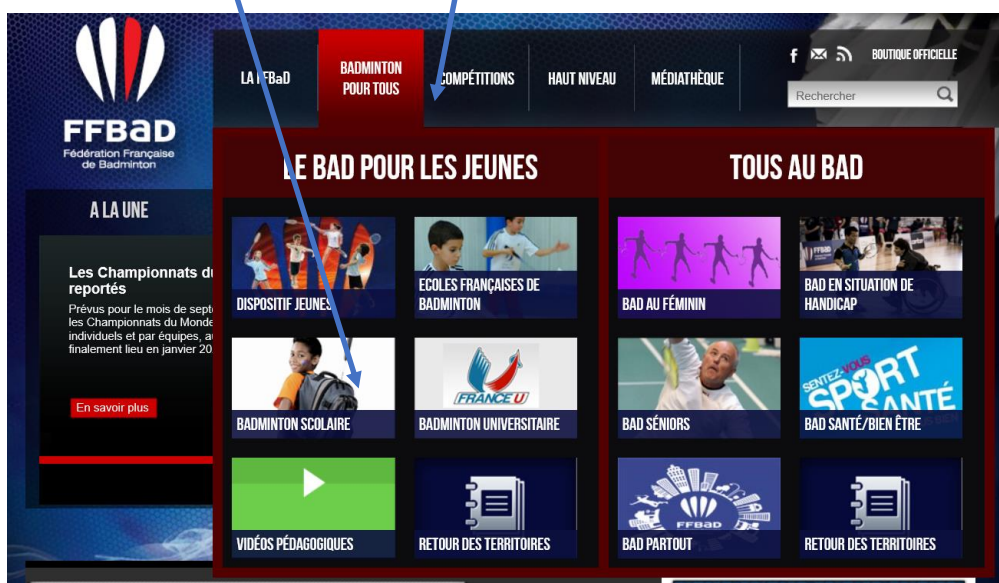 FFBaD
Fédération Française
de Badminton
LA FFBaD
BADMINTON
POUR TOUS
COMPÉTITIONS
HAUT NIVEAU
MÉDIATHÈQUE
BOUTIQUE OFFICIELLE
Rechercher
A LA UNE
Les Championnats du
reportés
Prévus pour le mois de sept
les Championnats du Monde
individuels et par équipes, a
finalement lieu en janvier 20
En savoir plus
LE BAD POUR LES JEUNES
DISPOSITIF JEUNES
ECOLES FRANÇAISES DE
BADMINTON
BADMINTON SCOLAIRE
FRANCE U
BADMINTON UNIVERSITAIRE
VIDÉOS PÉDAGOGIQUES
RETOUR DES TERRITOIRES
TOUS AU BAD
BAD AU FÉMININ
FFBaD
BAD EN SITUATION DE
HANDICAP
BAD SÉNIORS
SENTEZ-VOUS
SPORT
SANTÉ
BAD SANTÉ/BIEN ÊTRE
FFBaD
BAD PARTOUT
RETOUR DES TERRITOIRES